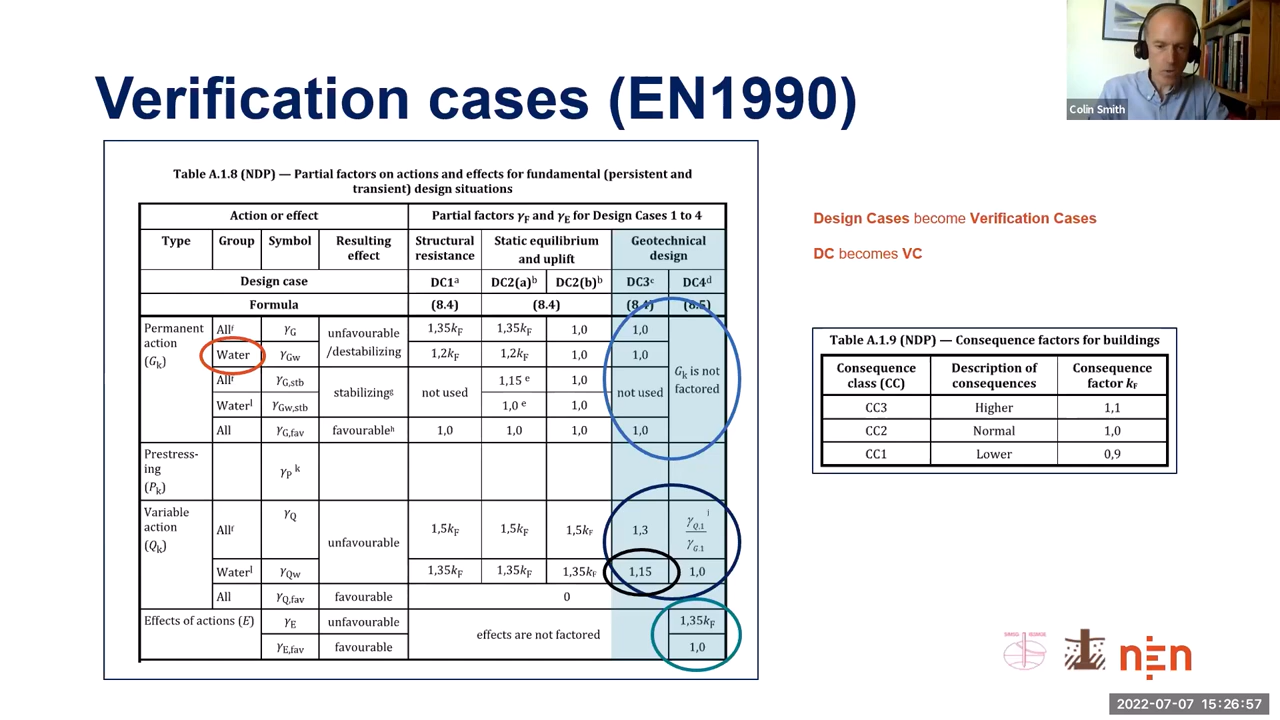 Verification cases (EN1990)
Colin Smith
Table A.1.8 (NDP) — Partial factors on actions and effects for fundamental (persistent and
transient) design situations
Action or effect Partial factors γF and γE for Design Cases 1 to 4
Type Group Symbol Resulting effect Structural resistance Static equilibrium and uplift Geotechnical design
Design case DC1ᵃ DC2(a)ᵇ DC2(b)ᵇ DC3ᶜ DC4ᵈ
Formula (8.4) (8.4) (8.4) (8.5)
Permanent action (Gk) Allᶠ γG unfavourable /destabilizing 1,35kF 1,35kF 1,0 1,0 Gk is not factored
Water γGw 1,2kF 1,2kF 1,0 1,0
Allᶠ γG,stb stabilizingᵍ not used 1,15 ᵉ 1,0 not used
Waterˡ γGw,stb 1,0 ᵉ 1,0
All γG,fav favourableʰ 1,0 1,0 1,0 1,0
Prestressing (Pk) γP ᵏ
Variable action (Qk) Allᶠ γQ unfavourable 1,5kF 1,5kF 1,5kF 1,3 γQ,1 / γG,1
Waterˡ γQw 1,35kF 1,35kF 1,35kF 1,15 1,0
All γQ,fav favourable 0
Effects of actions (E) γE unfavourable effects are not factored 1,35kF
γE,fav favourable 1,0
Design Cases become Verification Cases
DC becomes VC
Table A.1.9 (NDP) — Consequence factors for buildings
Consequence class (CC) Description of consequences Consequence factor kF
CC3 Higher 1,1
CC2 Normal 1,0
CC1 Lower 0,9
nEn
2022-07-07 15:26:57